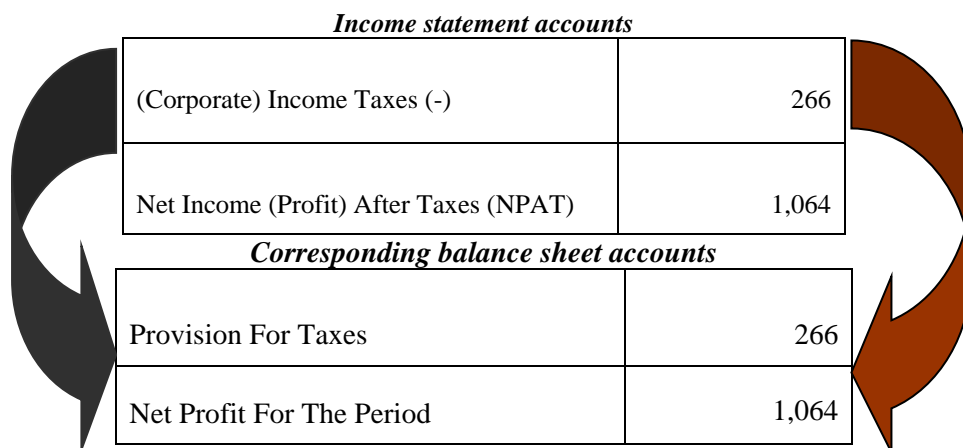 Income statement accounts
(Corporate) Income Taxes (-) 266
Net Income (Profit) After Taxes (NPAT) 1,064
Corresponding balance sheet accounts
Provision For Taxes 266
Net Profit For The Period 1,064